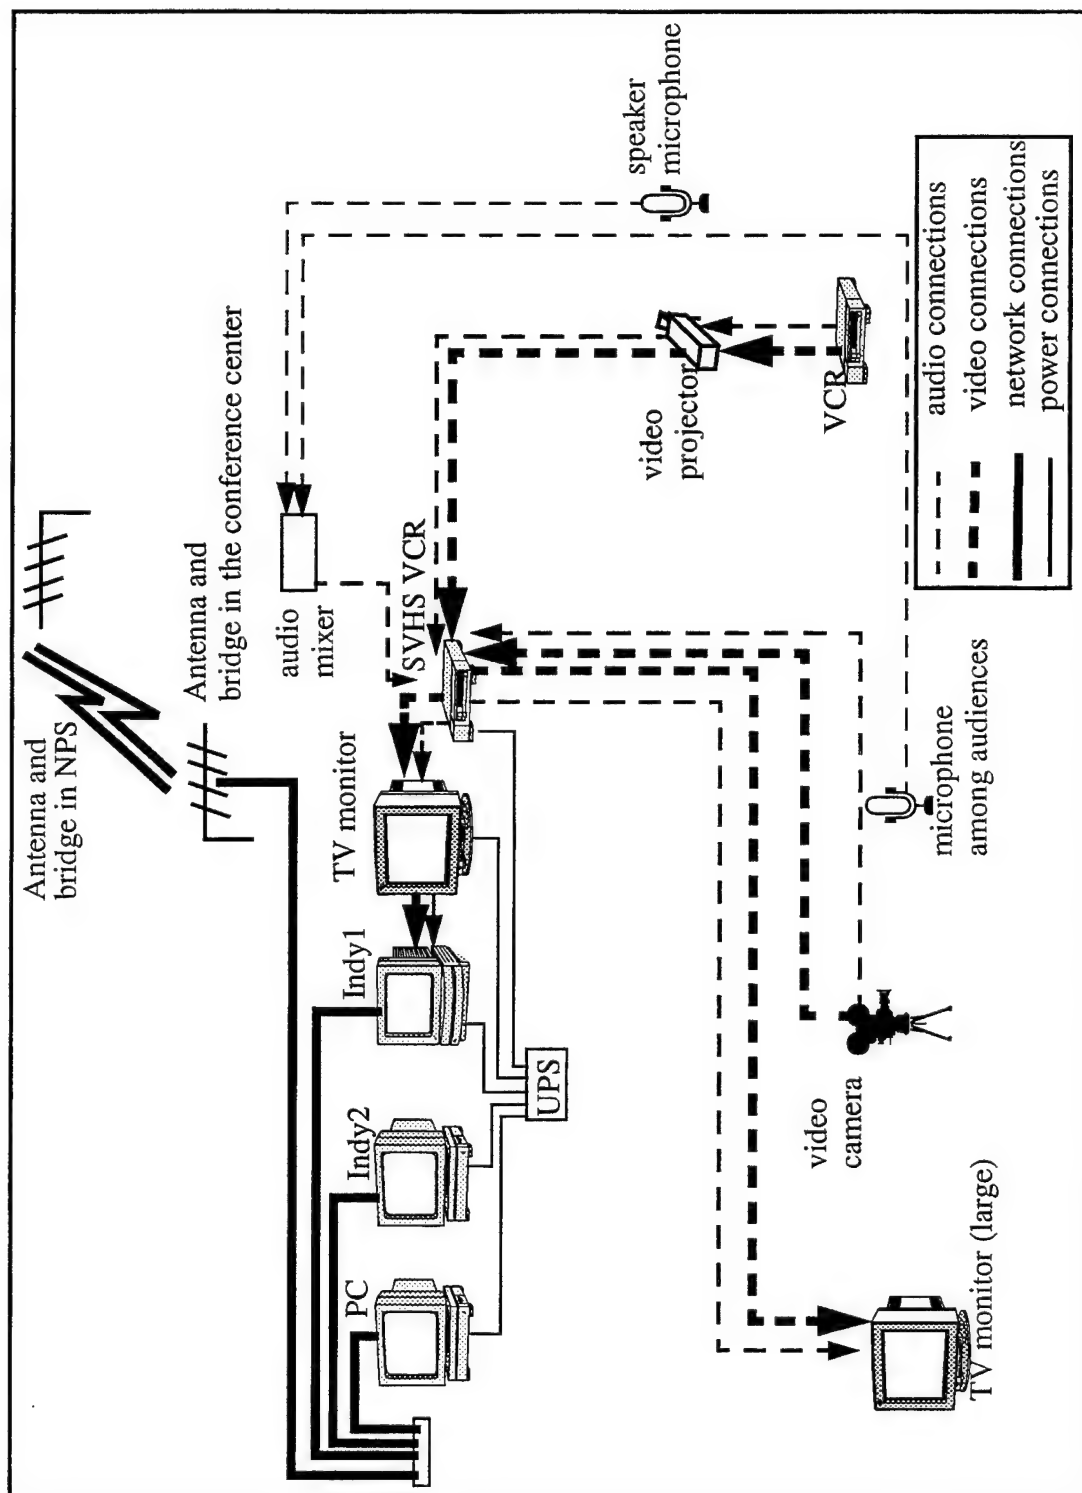 Antenna and
bridge in NPS
Antenna and
bridge in the conference center
speaker
microphone
audio
mixer
SVHS VCR
TV monitor
Indy1
Indy2
PC
UPS
video
projector
VCR
video
camera
microphone
among audiences
TV monitor (large)
audio connections
video connections
network connections
power connections